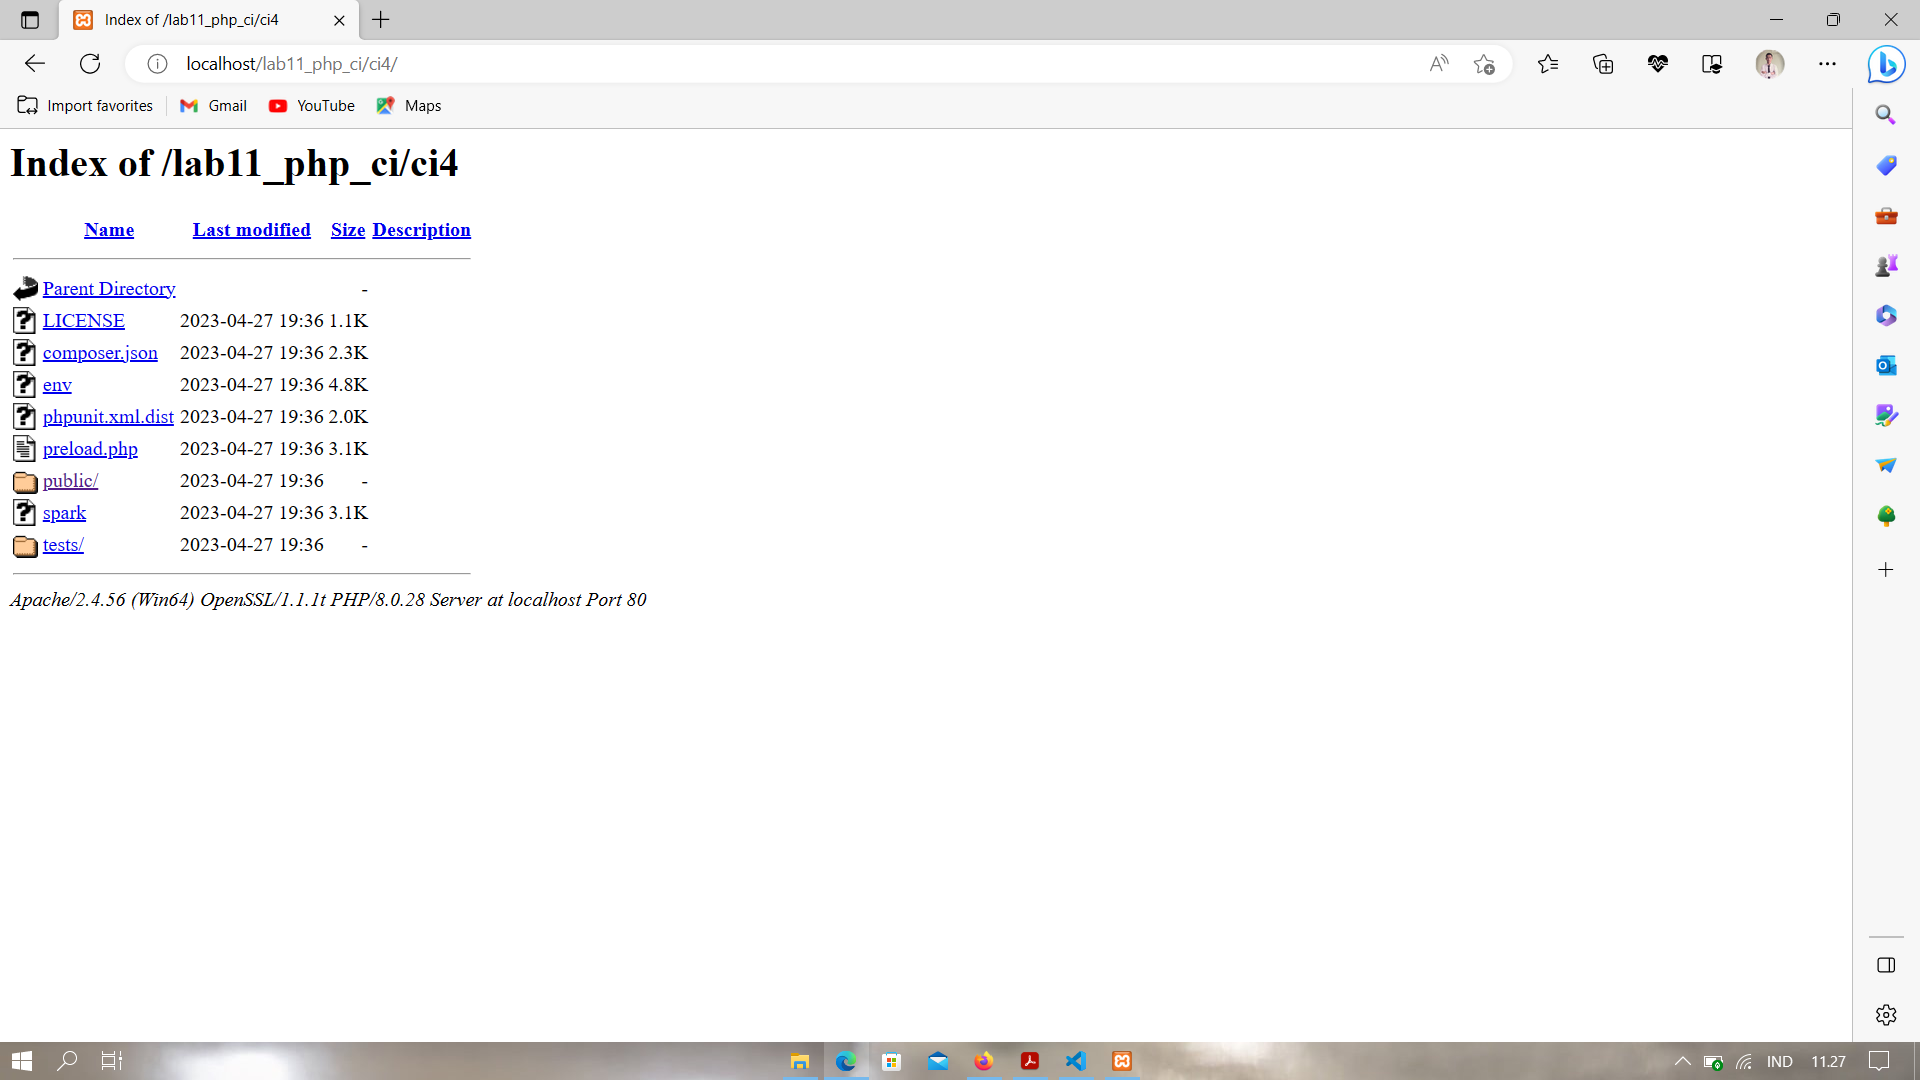 Index of /lab11_php_ci/ci4
localhost/lab11_php_ci/ci4/
Import favorites Gmail YouTube Maps
Index of /lab11_php_ci/ci4
Name Last modified Size Description
Parent Directory -
LICENSE 2023-04-27 19:36 1.1K
composer.json 2023-04-27 19:36 2.3K
env 2023-04-27 19:36 4.8K
phpunit.xml.dist 2023-04-27 19:36 2.0K
preload.php 2023-04-27 19:36 3.1K
public/ 2023-04-27 19:36 -
spark 2023-04-27 19:36 3.1K
tests/ 2023-04-27 19:36 -
Apache/2.4.56 (Win64) OpenSSL/1.1.1t PHP/8.0.28 Server at localhost Port 80
IND 11.27